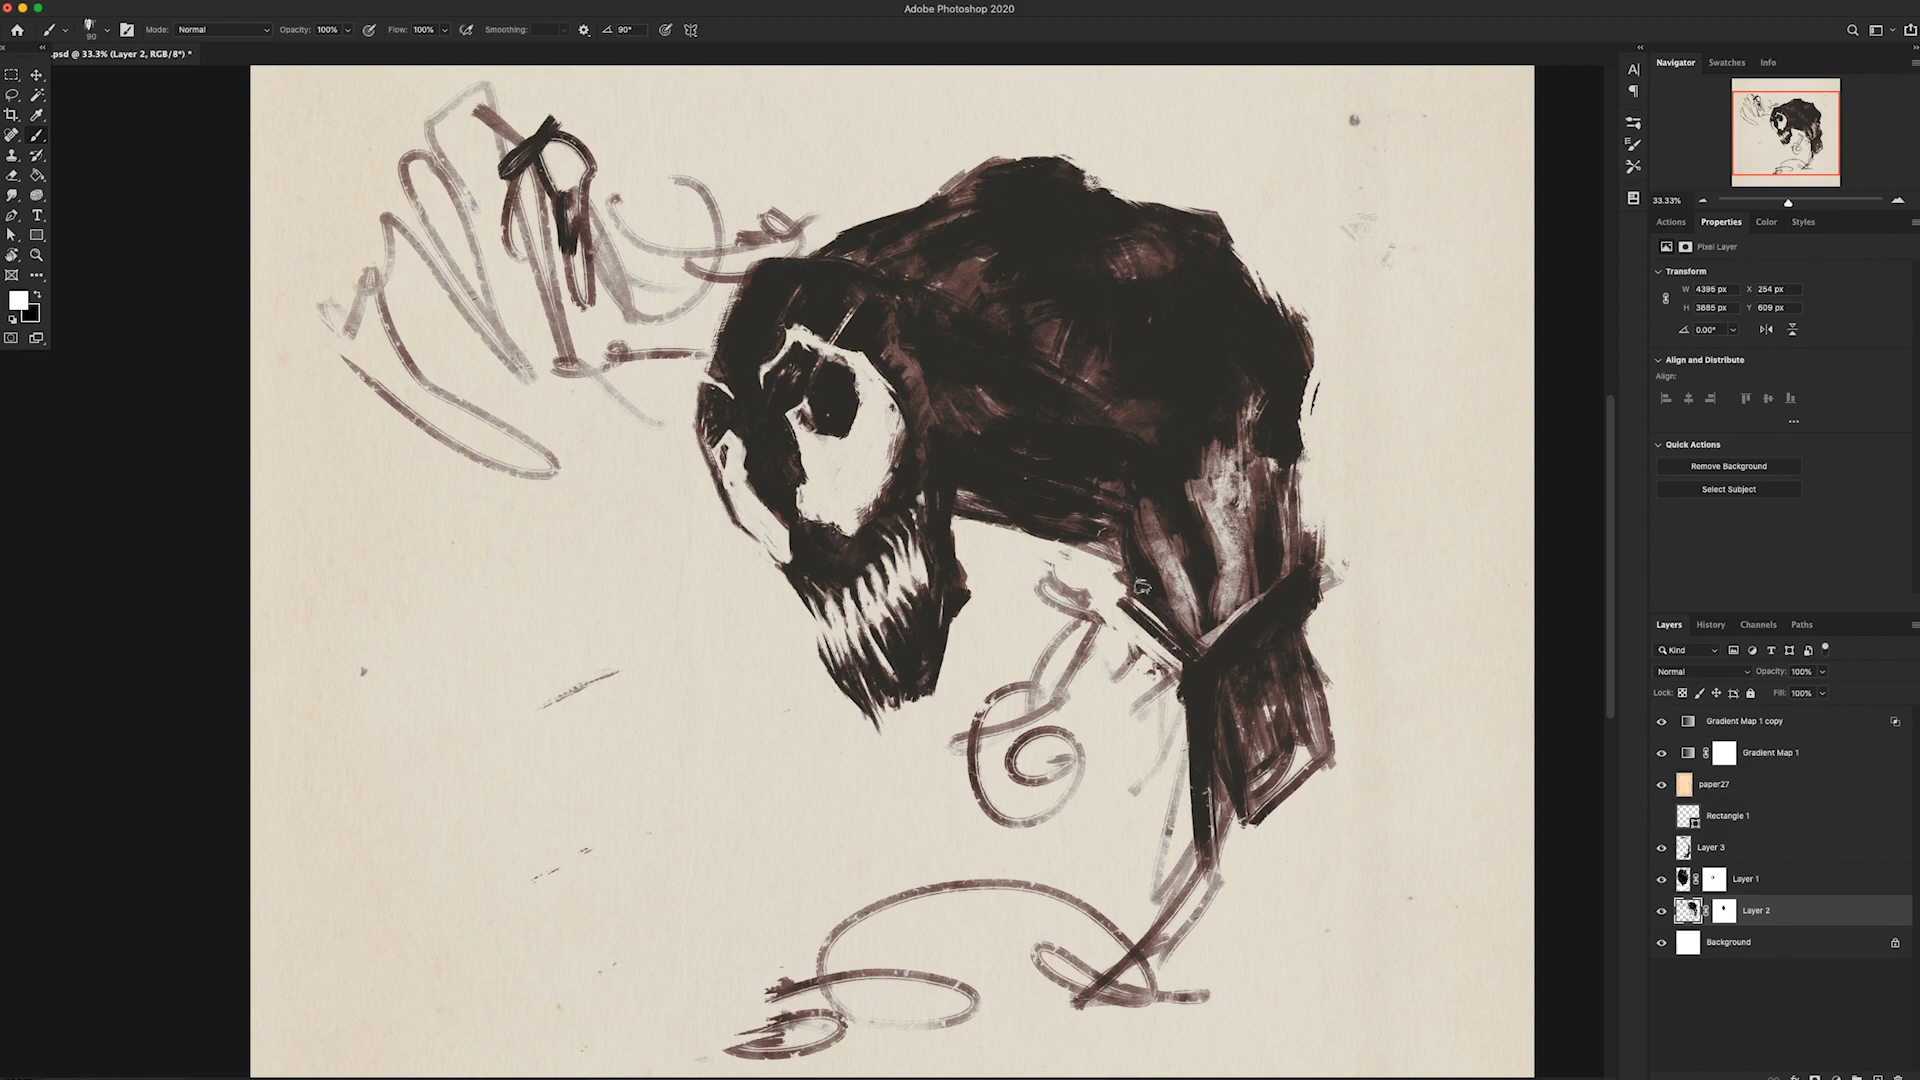 Adobe Photoshop 2020
90
Mode: Normal
Opacity: 100%
Flow: 100%
Smoothing:
90°
.psd @ 33.3% (Layer 2, RGB/8*) *
Navigator Swatches Info
33.33%
Actions Properties Color Styles
Pixel Layer
Transform
W 4395 px X 254 px
H 3885 px Y 609 px
0.00°
Align and Distribute
Align:
Quick Actions
Remove Background
Select Subject
Layers History Channels Paths
Kind
Normal Opacity: 100%
Lock: Fill: 100%
Gradient Map 1 copy
Gradient Map 1
paper27
Rectangle 1
Layer 3
Layer 1
Layer 2
Background